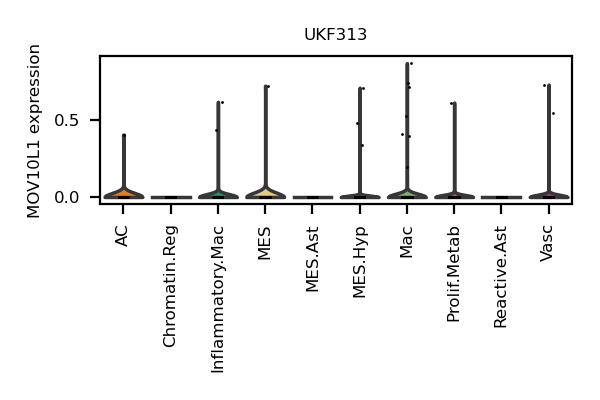 UKF313
MOV10L1 expression
0.5
0.0
AC
Chromatin.Reg
Inflammatory.Mac
MES
MES.Ast
MES.Hyp
Mac
Prolif.Metab
Reactive.Ast
Vasc